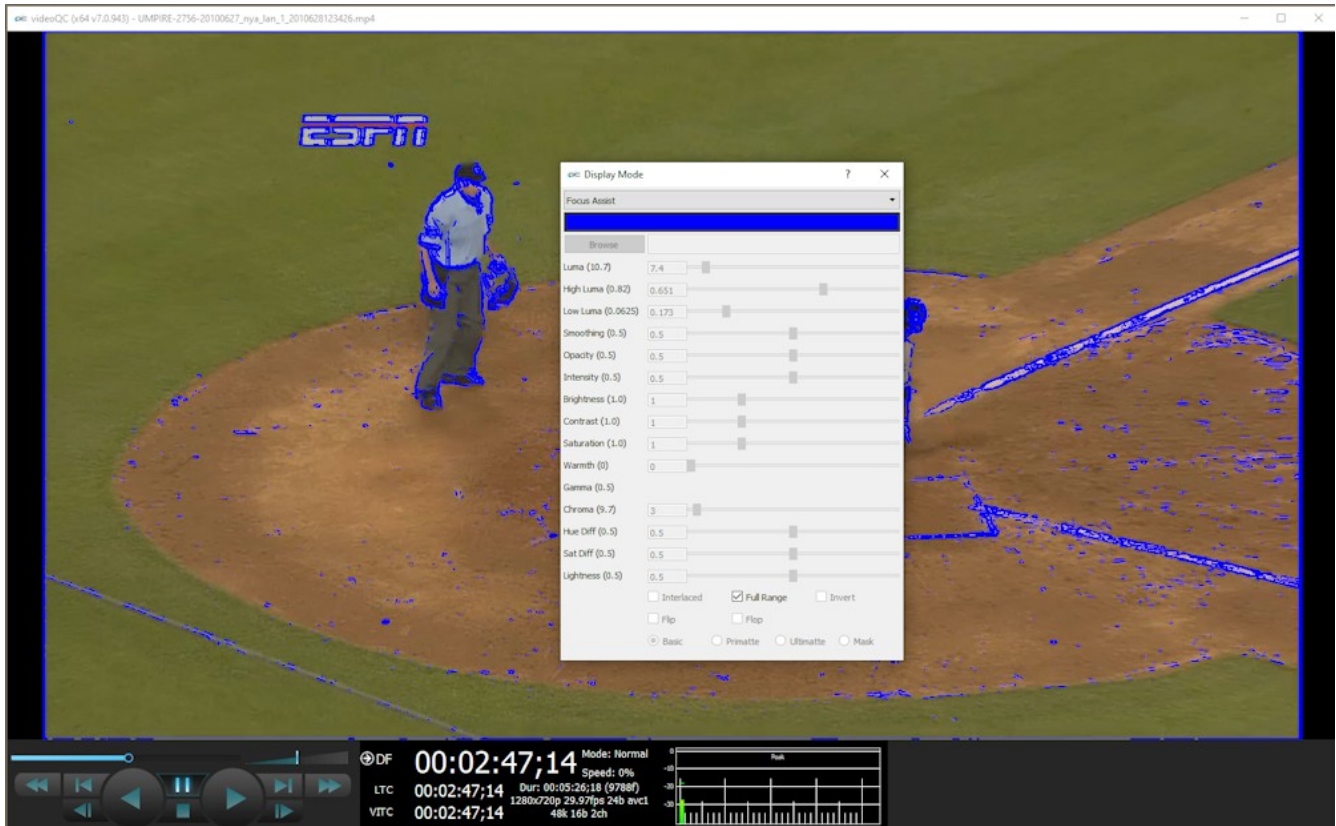 videoQC (x64 v7.0.943) - UMPIRE-2756-20100627_nya_lan_1_2010628123426.mp4
ESPN
Display Mode
?
Focus Assist
Browse
Luma (10.7) 7.4
High Luma (0.82) 0.651
Low Luma (0.0625) 0.173
Smoothing (0.5) 0.5
Opacity (0.5) 0.5
Intensity (0.5) 0.5
Brightness (1.0) 1
Contrast (1.0) 1
Saturation (1.0) 1
Warmth (0) 0
Gamma (0.5)
Chroma (9.7) 3
Hue Diff (0.5) 0.5
Sat Diff (0.5) 0.5
Lightness (0.5) 0.5
Interlaced Full Range Invert
Flip Flop
Basic Primatte Ultimatte Mask
DF 00:02:47;14 Mode: Normal
Speed: 0%
LTC 00:02:47;14 Dur: 00:05:26;18 (9788f)
1280x720p 29.97fps 24b avc1
VITC 00:02:47;14 48k 16b 2ch
Peak
0
-10
-20
-30